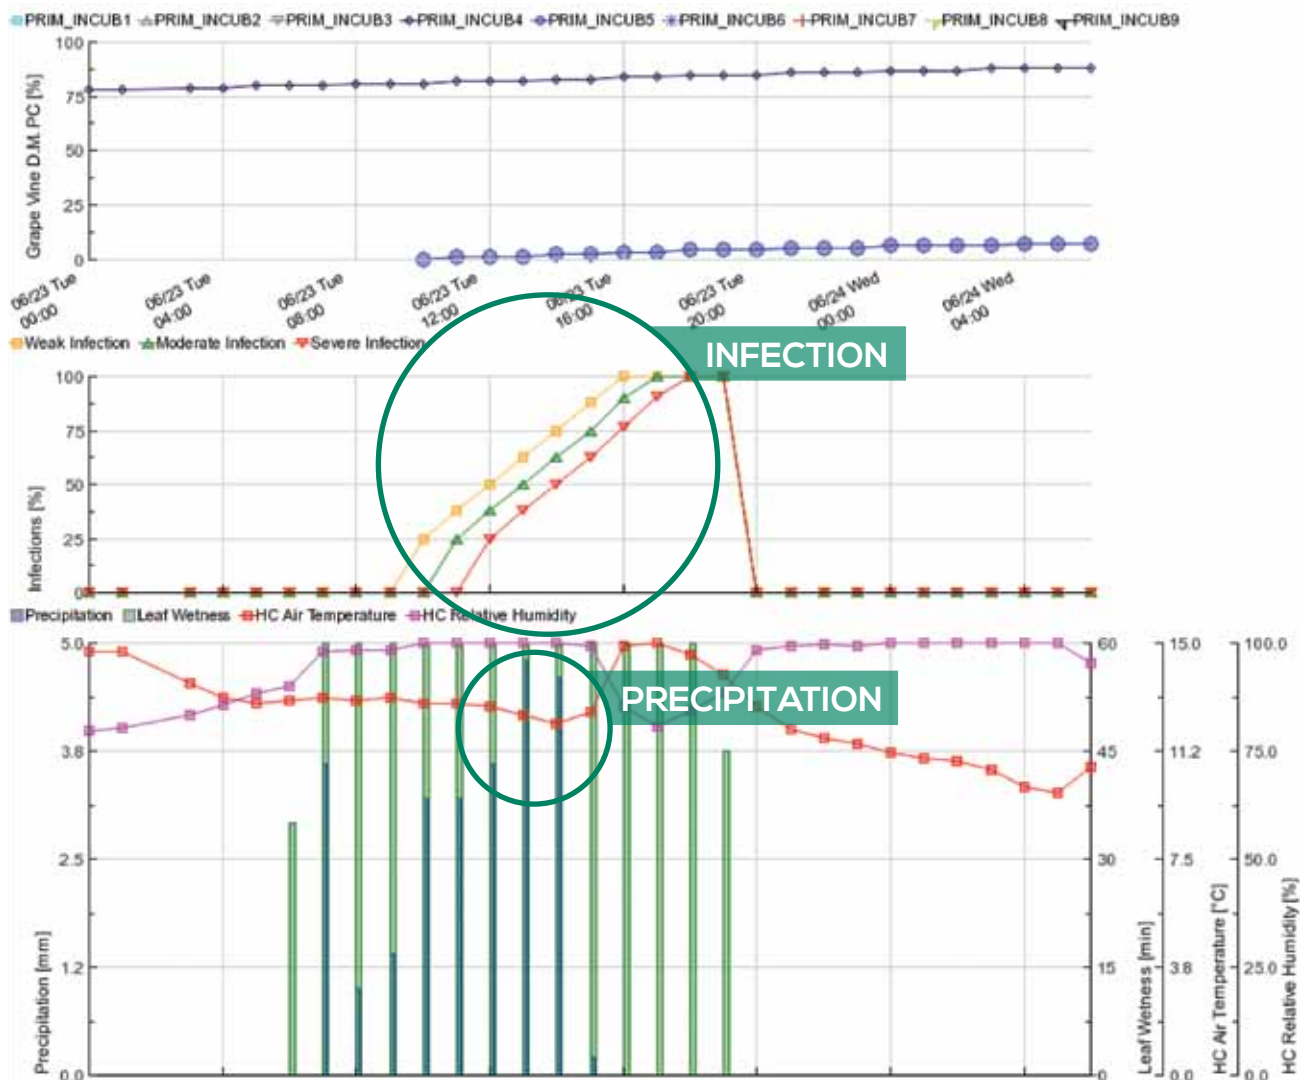 PRIM_INCUB1 PRIM_INCUB2 PRIM_INCUB3 PRIM_INCUB4 PRIM_INCUB5 PRIM_INCUB6 PRIM_INCUB7 PRIM_INCUB8 PRIM_INCUB9
Grape Vine D.M. PC [%]
100
75
50
25
0
06/23 Tue 00:00
06/23 Tue 04:00
06/23 Tue 08:00
06/23 Tue 12:00
06/23 Tue 16:00
06/23 Tue 20:00
06/24 Wed 00:00
06/24 Wed 04:00
Weak Infection Moderate Infection Severe Infection
INFECTION
Infections [%]
100
75
50
25
0
Precipitation Leaf Wetness HC Air Temperature HC Relative Humidity
PRECIPITATION
Precipitation [mm]
5.0
3.8
2.5
1.2
0.0
Leaf Wetness [min]
60
45
30
15
0
HC Air Temperature [°C]
15.0
11.2
7.5
3.8
0.0
HC Relative Humidity [%]
100.0
75.0
50.0
25.0
0.0